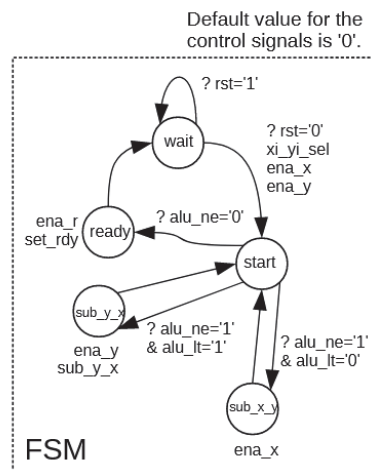 Default value for the
control signals is '0'.
? rst='1'
wait
? rst='0'
xi_yi_sel
ena_x
ena_y
ena_r
set_rdy
ready
? alu_ne='0'
start
sub_y_x
? alu_ne='1'
& alu_lt='1'
ena_y
sub_y_x
? alu_ne='1'
& alu_lt='0'
sub_x_y
ena_x
FSM